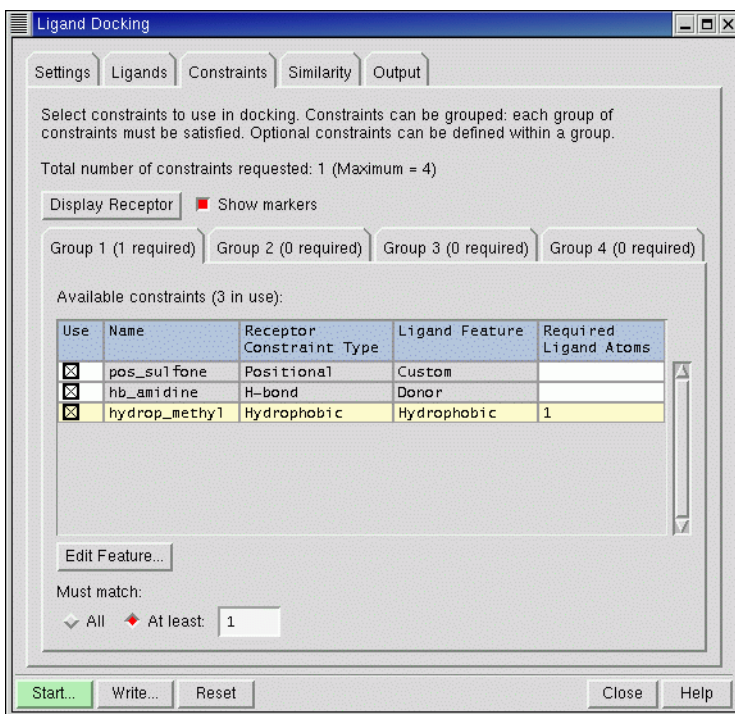 Ligand Docking
Settings Ligands Constraints Similarity Output
Select constraints to use in docking. Constraints can be grouped: each group of
constraints must be satisfied. Optional constraints can be defined within a group.
Total number of constraints requested: 1 (Maximum = 4)
Display Receptor Show markers
Group 1 (1 required) Group 2 (0 required) Group 3 (0 required) Group 4 (0 required)
Available constraints (3 in use):
Use Name Receptor Ligand Feature Required
Constraint Type Ligand Atoms
pos_sulfone Positional Custom
hb_amidine H-bond Donor
hydrop_methyl Hydrophobic Hydrophobic 1
Edit Feature...
Must match:
All At least: 1
Start... Write... Reset Close Help